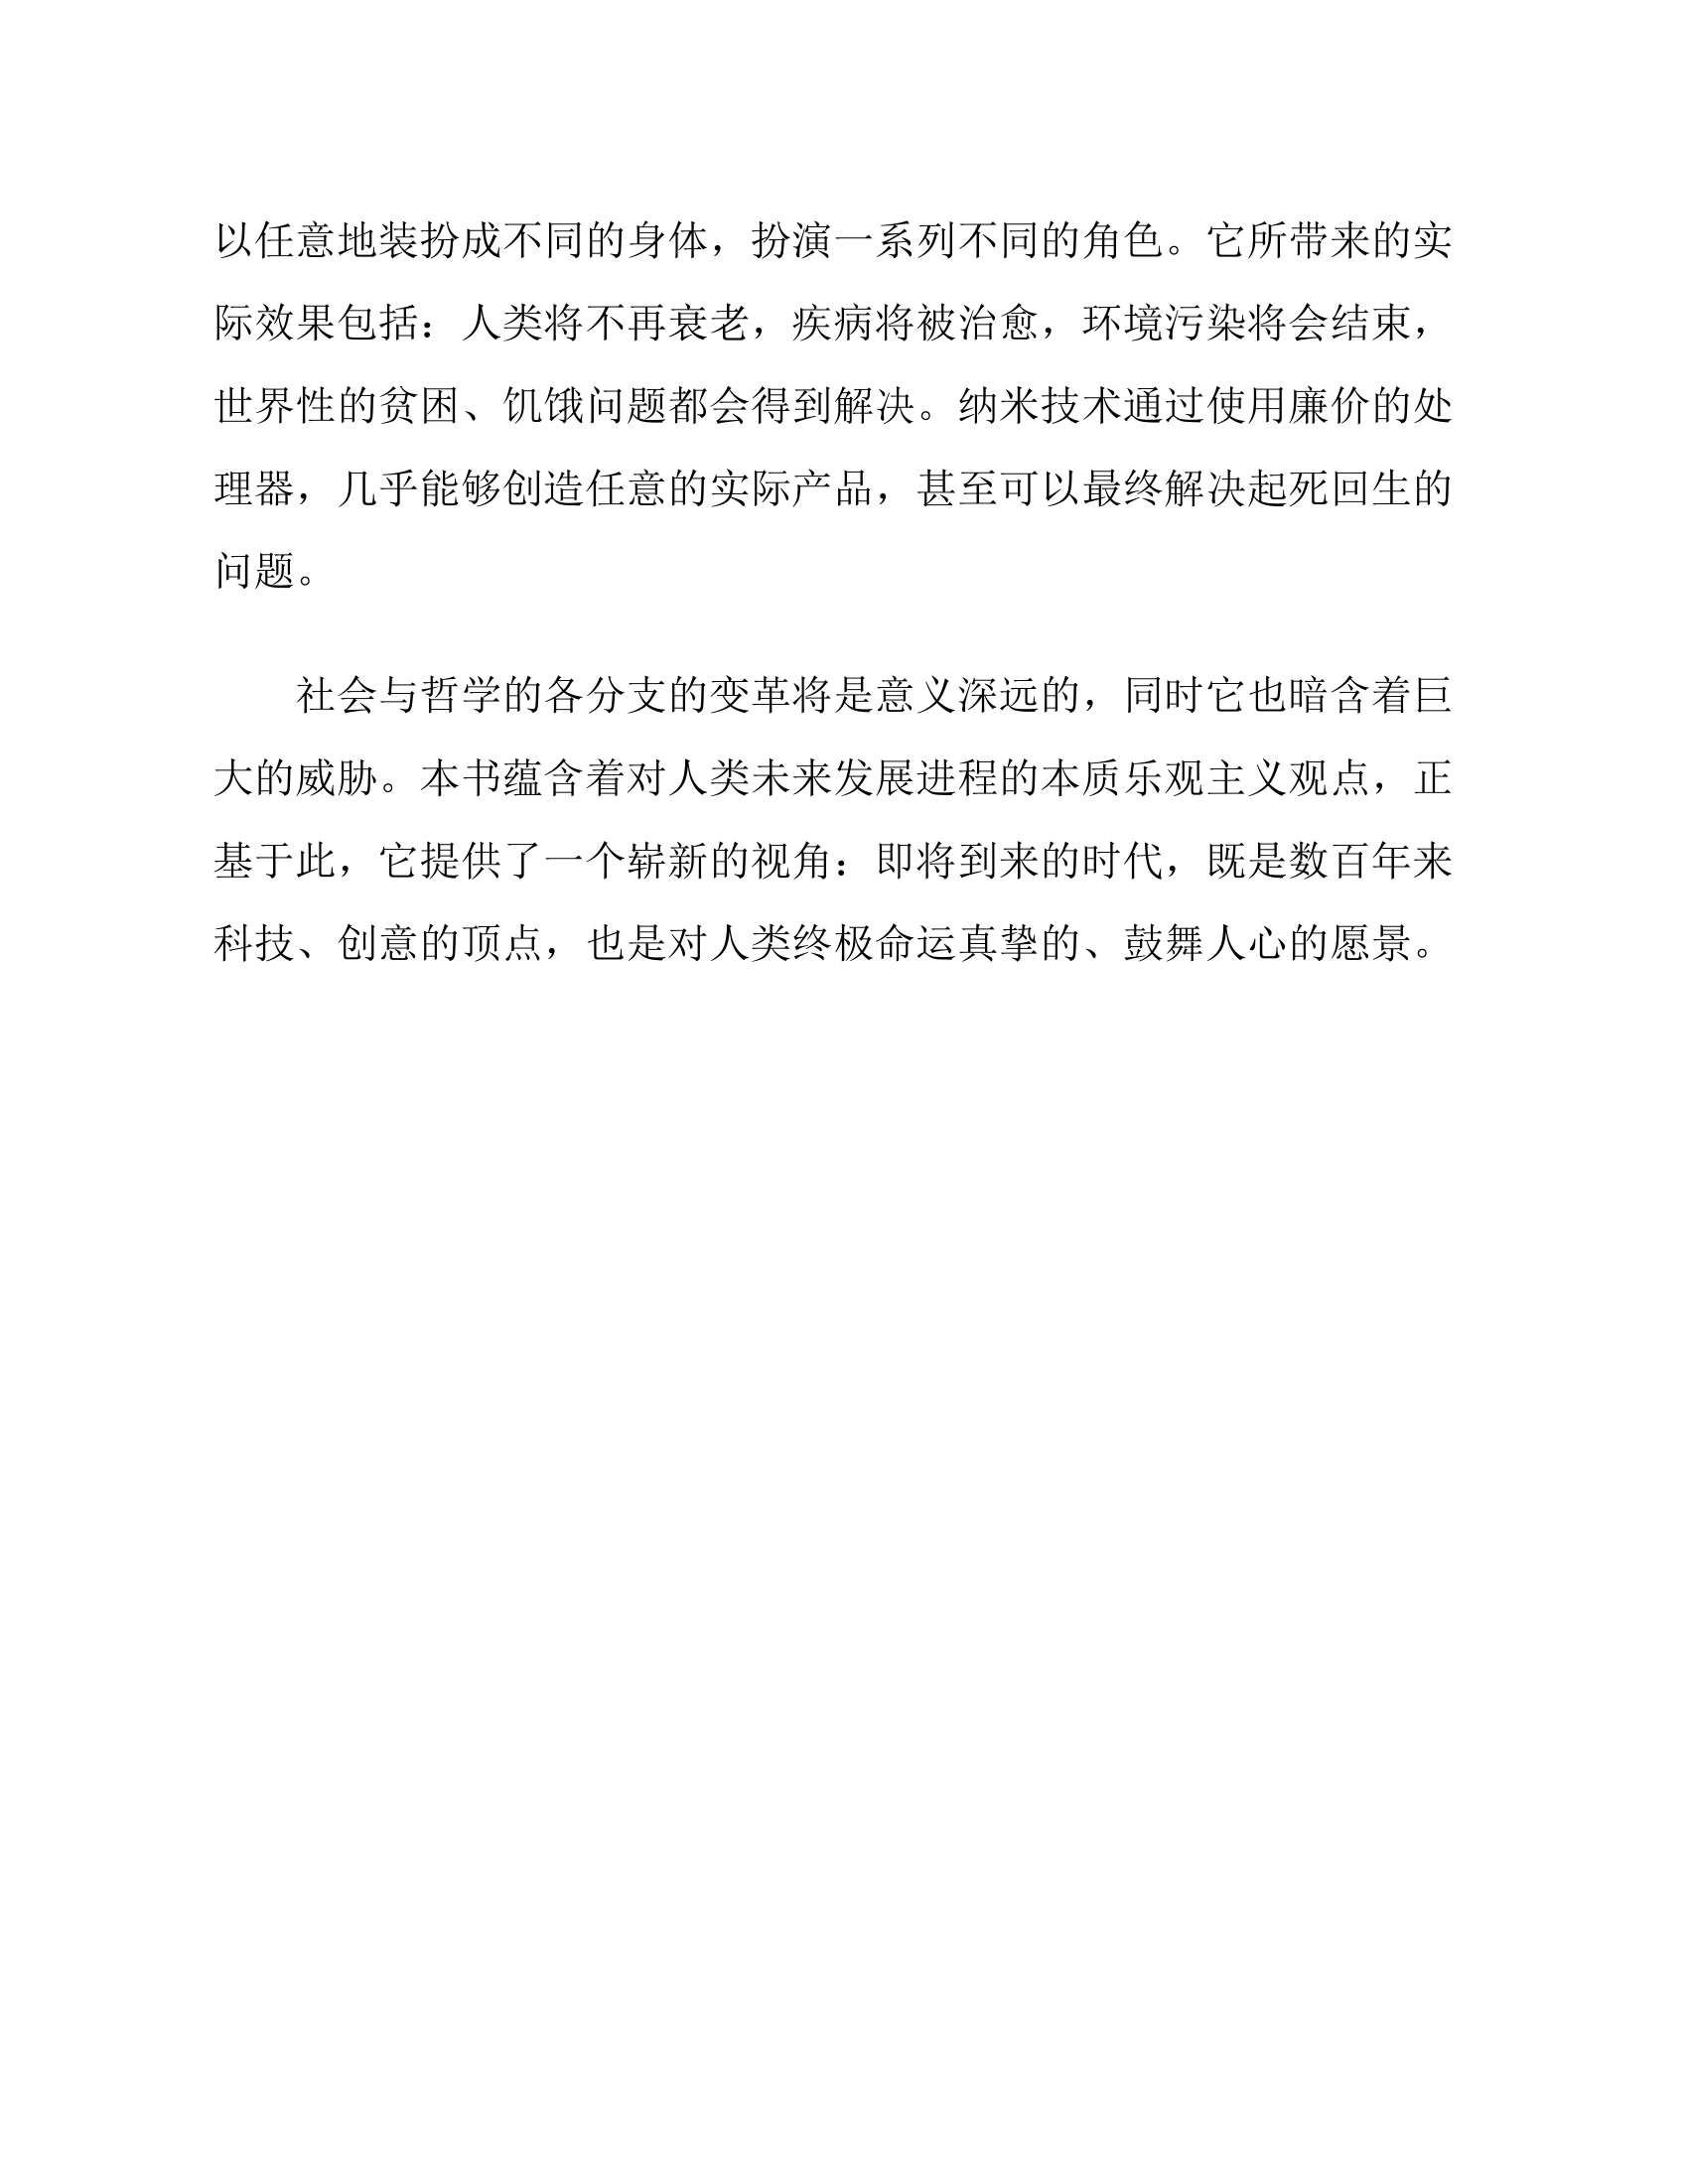 以任意地装扮成不同的身体，扮演一系列不同的角色。它所带来的实
际效果包括：人类将不再衰老，疾病将被治愈，环境污染将会结束，
世界性的贫困、饥饿问题都会得到解决。纳米技术通过使用廉价的处
理器，几乎能够创造任意的实际产品，甚至可以最终解决起死回生的
问题。
社会与哲学的各分支的变革将是意义深远的，同时它也暗含着巨
大的威胁。本书蕴含着对人类未来发展进程的本质乐观主义观点，正
基于此，它提供了一个崭新的视角：即将到来的时代，既是数百年来
科技、创意的顶点，也是对人类终极命运真挚的、鼓舞人心的愿景。